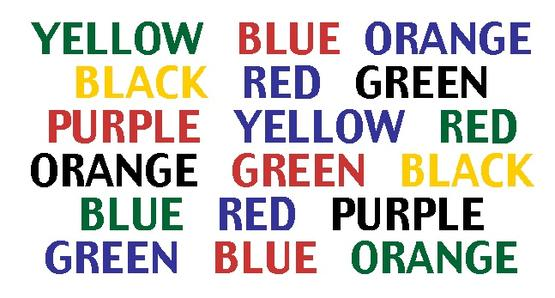 YELLOW BLUE ORANGE
BLACK RED GREEN
PURPLE YELLOW RED
ORANGE GREEN BLACK
BLUE RED PURPLE
GREEN BLUE ORANGE